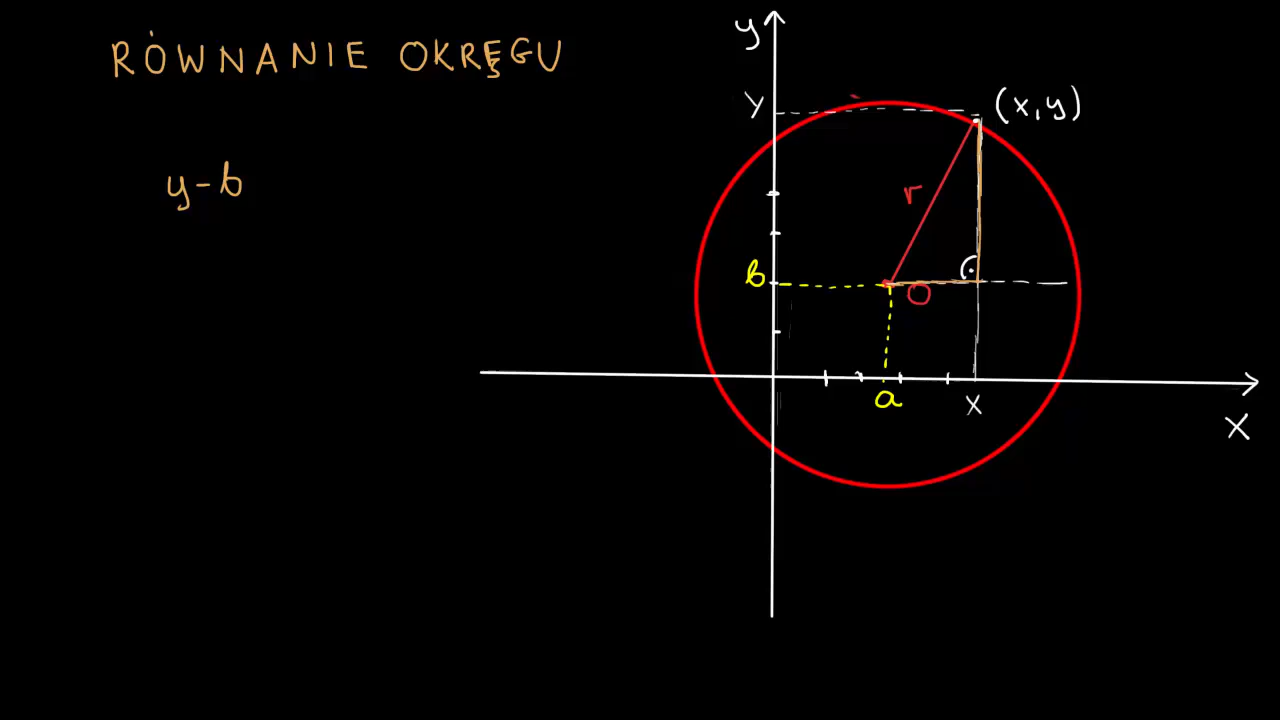 RÓWNANIE OKRĘGU
y-b
y
y
(x,y)
r
b
O
a
x
x